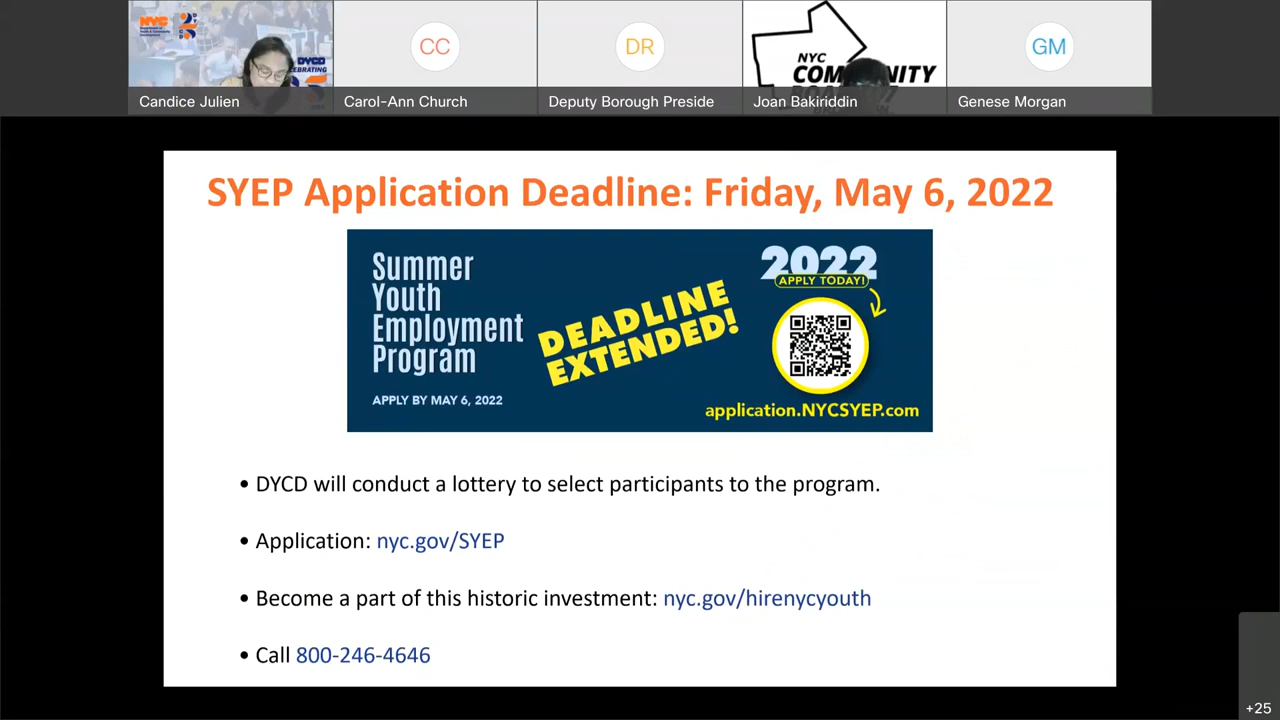 NYC
DYCD
CC
DR
NYC
GM
Candice Julien
Carol-Ann Church
Deputy Borough Preside
Joan Bakiriddin
Genese Morgan
SYEP Application Deadline: Friday, May 6, 2022
Summer
Youth
Employment
Program
APPLY BY MAY 6, 2022
DEADLINE
EXTENDED!
2022
APPLY TODAY!
application.NYCSYEP.com
• DYCD will conduct a lottery to select participants to the program.
• Application: nyc.gov/SYEP
• Become a part of this historic investment: nyc.gov/hirenycyouth
• Call 800-246-4646
+25